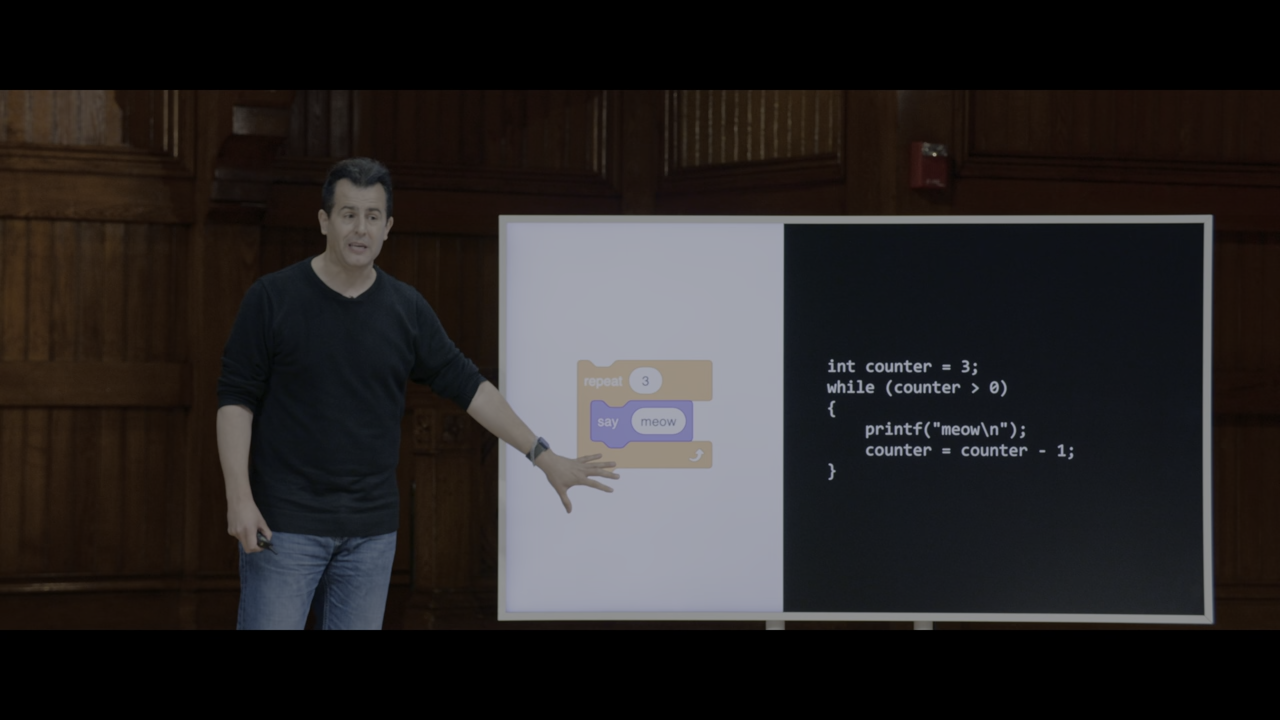 repeat 3
say meow
int counter = 3;
while (counter > 0)
{
    printf("meow\n");
    counter = counter - 1;
}